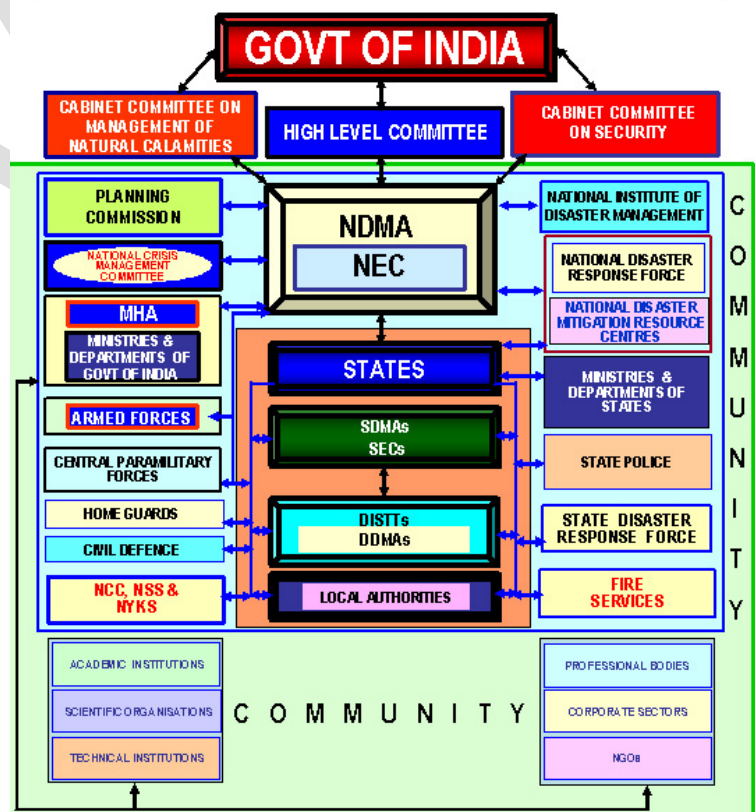 GOVT OF INDIA
CABINET COMMITTEE ON
MANAGEMENT OF
NATURAL CALAMITIES
HIGH LEVEL COMMITTEE
CABINET COMMITTEE
ON SECURITY
PLANNING
COMMISSION
NDMA
NEC
NATIONAL INSTITUTE OF
DISASTER MANAGEMENT
NATIONAL CRISIS
MANAGEMENT
COMMITTEE
NATIONAL DISASTER
RESPONSE FORCE
NATIONAL DISASTER
MITIGATION RESOURCE
CENTRES
MHA
MINISTRIES &
DEPARTMENTS OF
GOVT OF INDIA
STATES
MINISTRIES &
DEPARTMENTS OF
STATES
ARMED FORCES
SDMAs
SECs
CENTRAL PARAMILITARY
FORCES
STATE POLICE
HOME GUARDS
DISTTs
DDMAs
STATE DISASTER
RESPONSE FORCE
CIVIL DEFENCE
NCC, NSS &
NYKS
LOCAL AUTHORITIES
FIRE
SERVICES
C O M M U N I T Y
ACADEMIC INSTITUTIONS
SCIENTIFIC ORGANISATIONS
TECHNICAL INSTITUTIONS
C O M M U N I T Y
PROFESSIONAL BODIES
CORPORATE SECTORS
NGOs